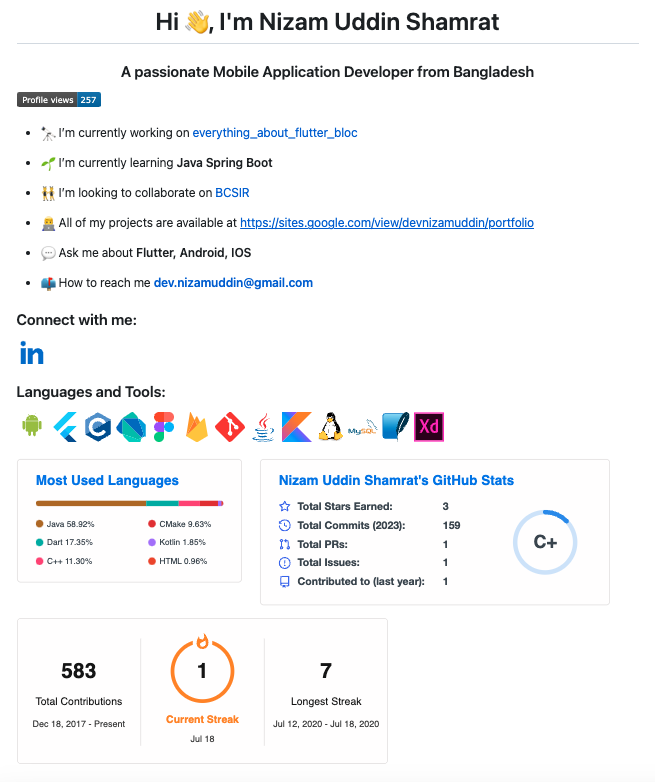 Hi 👋, I'm Nizam Uddin Shamrat
A passionate Mobile Application Developer from Bangladesh
Profile views 257
🔭 I’m currently working on everything_about_flutter_bloc
🌱 I’m currently learning Java Spring Boot
👯 I’m looking to collaborate on BCSIR
👨‍💻 All of my projects are available at https://sites.google.com/view/devnizamuddin/portfolio
💬 Ask me about Flutter, Android, IOS
📫 How to reach me dev.nizamuddin@gmail.com
Connect with me:
in
Languages and Tools:
MySQL Xd
Most Used Languages
Java 58.92%
Dart 17.35%
C++ 11.30%
CMake 9.63%
Kotlin 1.85%
HTML 0.96%
Nizam Uddin Shamrat's GitHub Stats
Total Stars Earned: 3
Total Commits (2023): 159
Total PRs: 1
Total Issues: 1
Contributed to (last year): 1
C+
583
Total Contributions
Dec 18, 2017 - Present
1
Current Streak
Jul 18
7
Longest Streak
Jul 12, 2020 - Jul 18, 2020